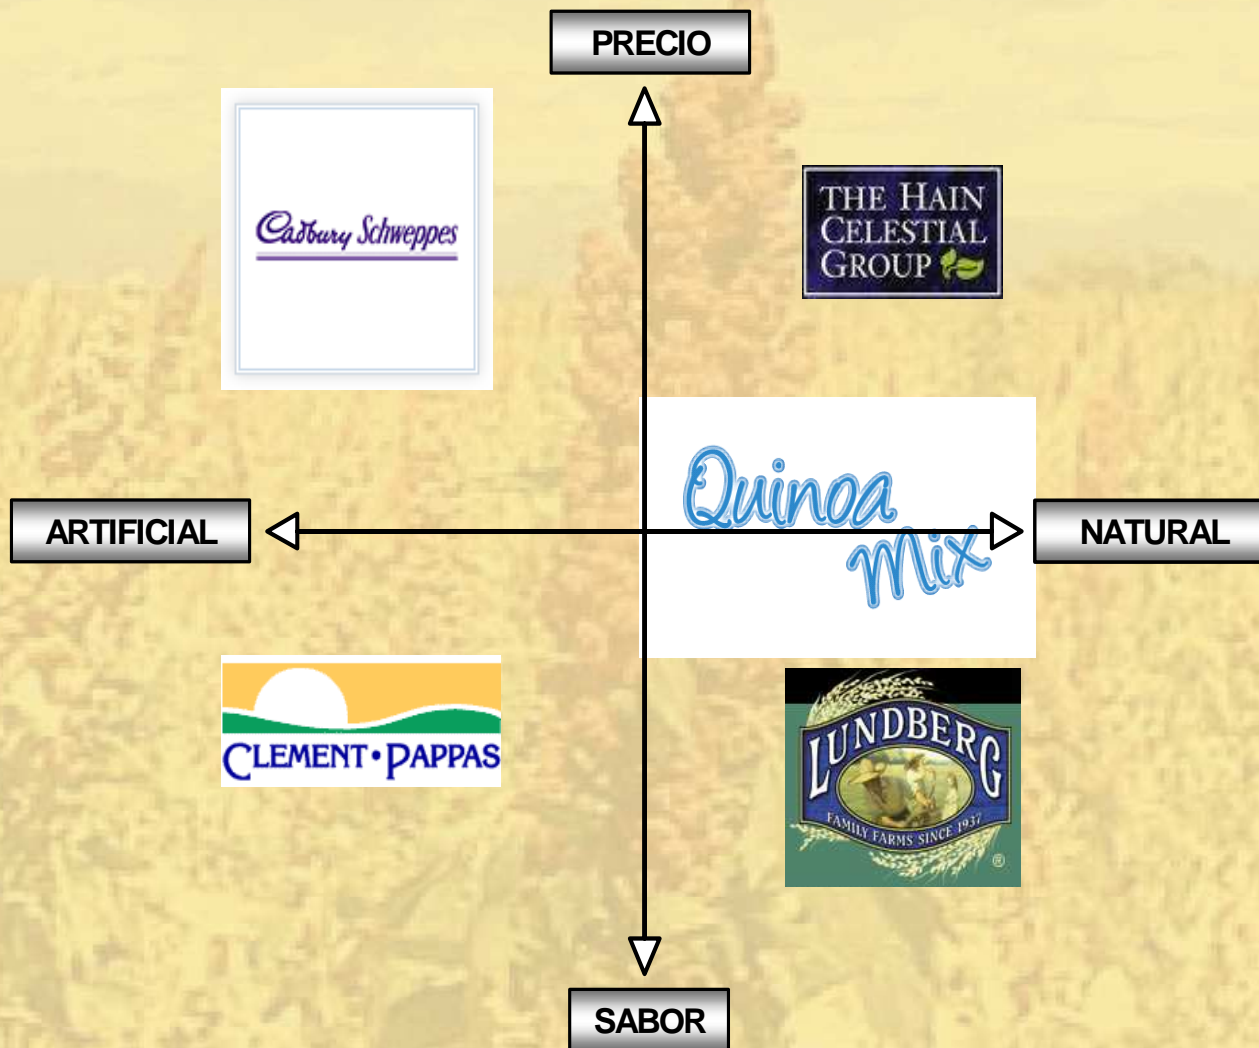 PRECIO
Cadbury Schweppes
THE HAIN
CELESTIAL
GROUP
Quinoa
Mix
ARTIFICIAL
NATURAL
CLEMENT•PAPPAS
LUNDBERG
FAMILY FARMS SINCE 1937
®
SABOR